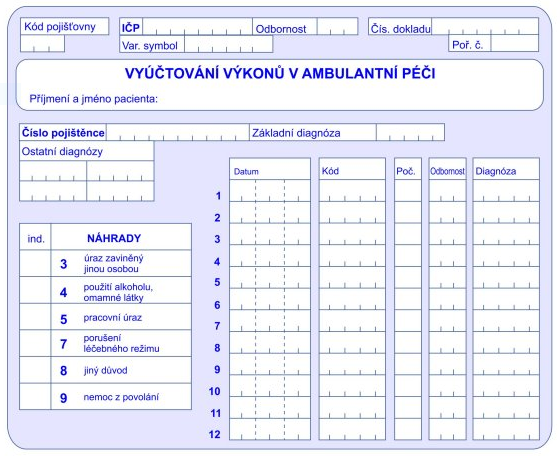 Kód pojišťovny
IČP
Odbornost
Čís. dokladu
Var. symbol
Poř. č.
VYÚČTOVÁNÍ VÝKONŮ V AMBULANTNÍ PÉČI
Příjmení a jméno pacienta:
Číslo pojištěnce
Základní diagnóza
Ostatní diagnózy
Datum Kód Poč. Odbornost Diagnóza
1
2
3
4
5
6
7
8
9
10
11
12
ind. NÁHRADY
3 úraz zaviněný
jinou osobou
4 použití alkoholu,
omamné látky
5 pracovní úraz
7 porušení
léčebného režimu
8 jiný důvod
9 nemoc z povolání